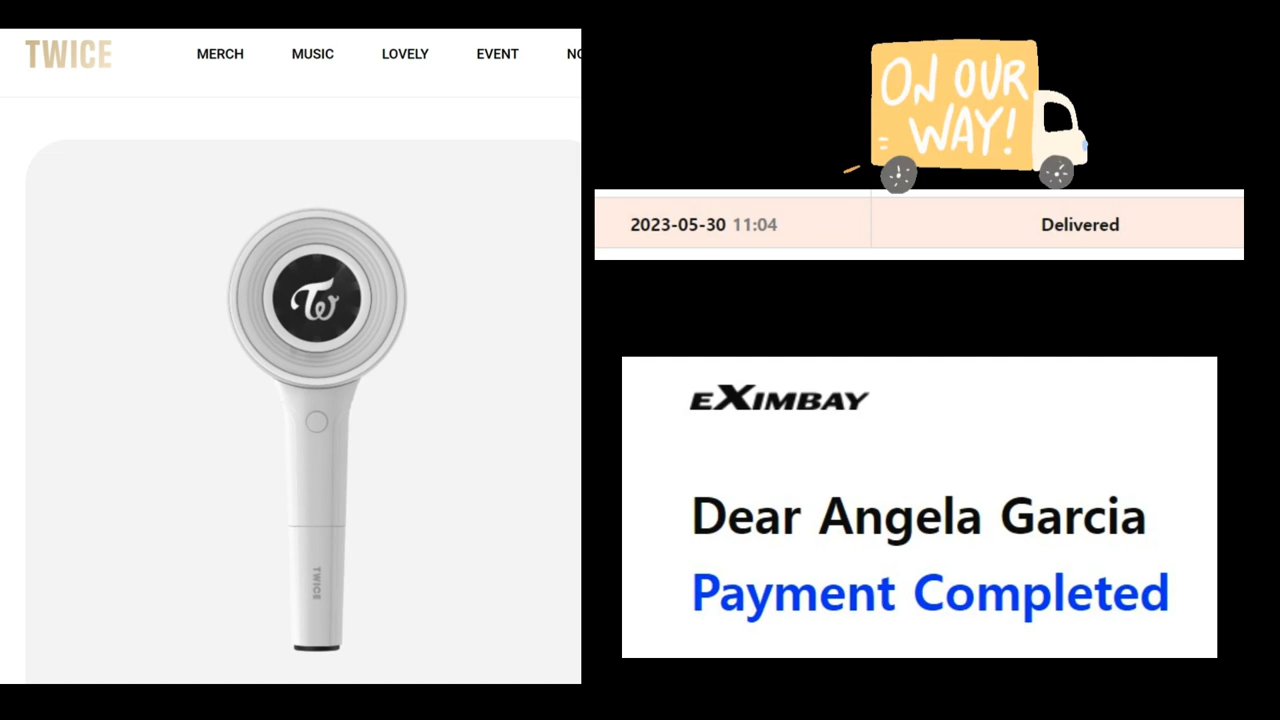 TWICE
MERCH MUSIC LOVELY EVENT
TW
TWICE
ON OUR
WAY!
2023-05-30 11:04 Delivered
EXIMBAY
Dear Angela Garcia
Payment Completed